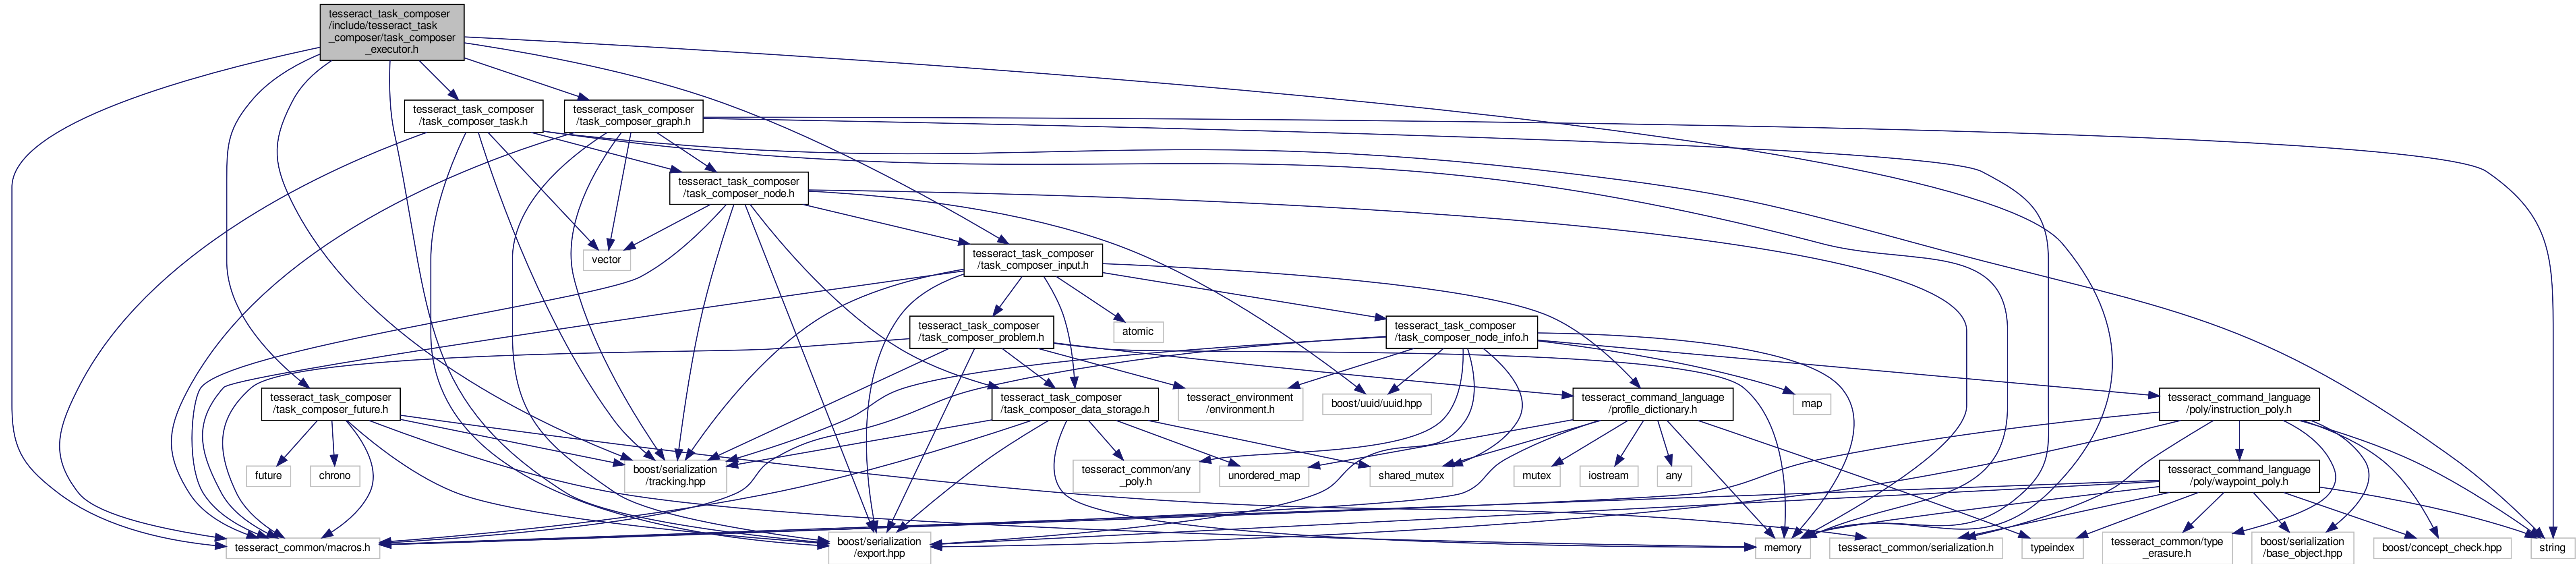 tesseract_task_composer
/include/tesseract_task
_composer/task_composer
_executor.h
tesseract_task_composer
/task_composer_task.h
tesseract_task_composer
/task_composer_graph.h
tesseract_task_composer
/task_composer_node.h
vector
tesseract_task_composer
/task_composer_input.h
tesseract_task_composer
/task_composer_problem.h
atomic
tesseract_task_composer
/task_composer_node_info.h
tesseract_task_composer
/task_composer_future.h
tesseract_task_composer
/task_composer_data_storage.h
tesseract_environment
/environment.h
boost/uuid/uuid.hpp
tesseract_command_language
/profile_dictionary.h
map
tesseract_command_language
/poly/instruction_poly.h
future
chrono
boost/serialization
/tracking.hpp
tesseract_common/any
_poly.h
unordered_map
shared_mutex
mutex
iostream
any
tesseract_command_language
/poly/waypoint_poly.h
tesseract_common/macros.h
boost/serialization
/export.hpp
memory
tesseract_common/serialization.h
typeindex
tesseract_common/type
_erasure.h
boost/serialization
/base_object.hpp
boost/concept_check.hpp
string